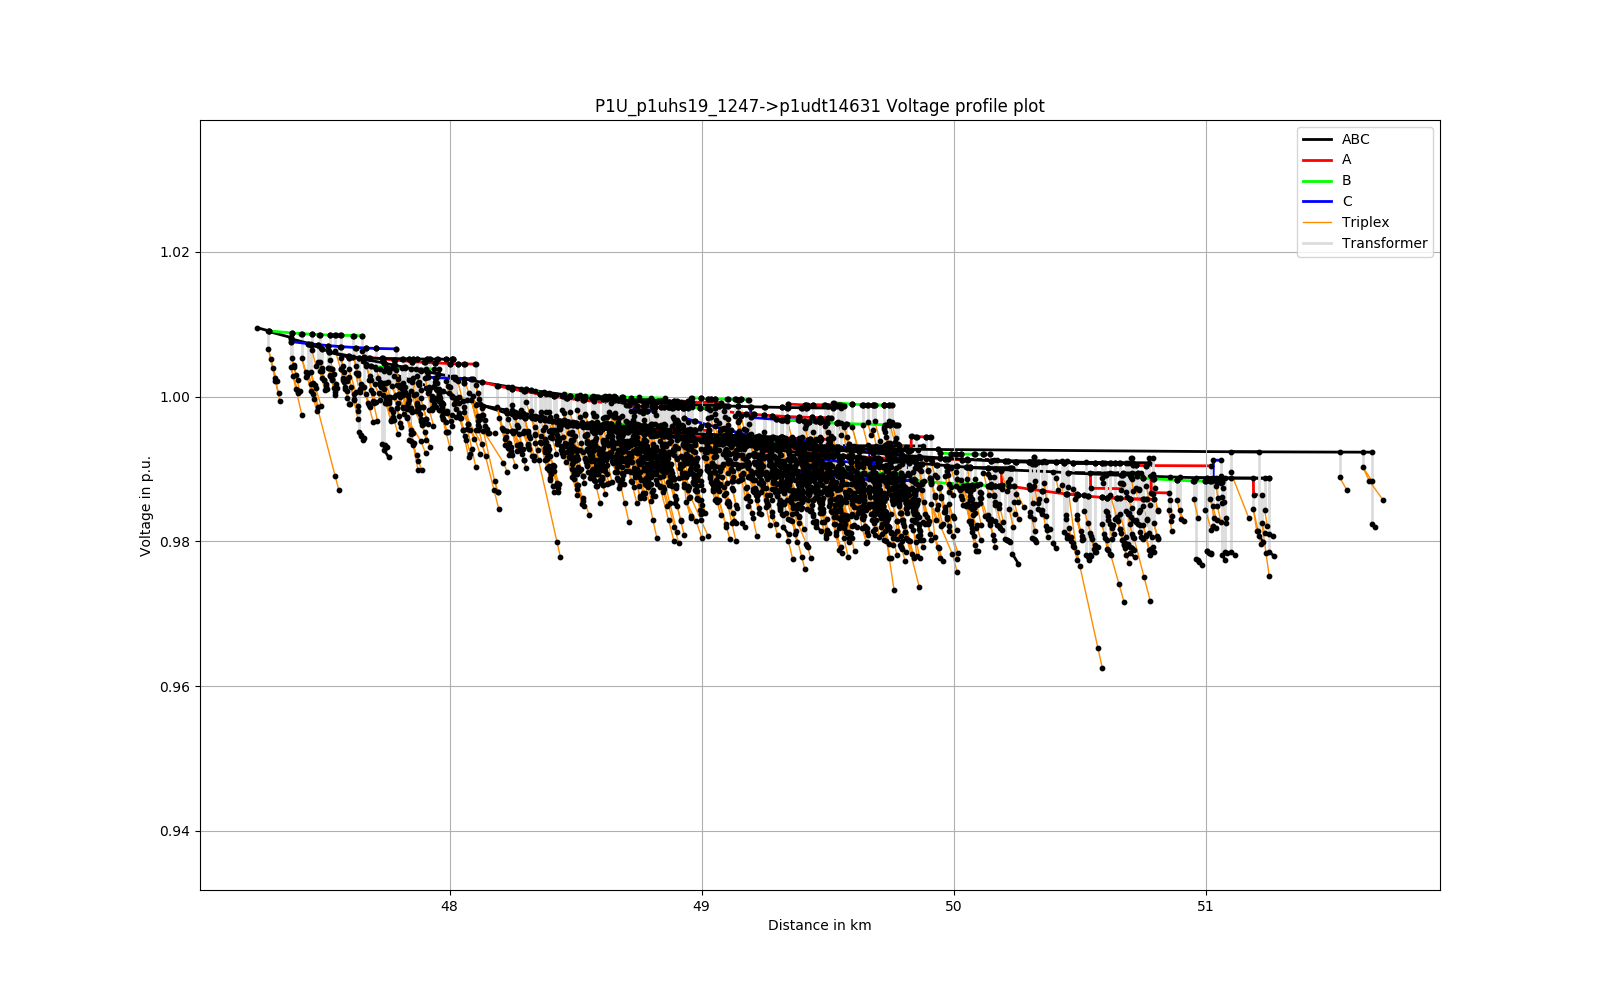 P1U_p1uhs19_1247->p1udt14631 Voltage profile plot
ABC
A
B
C
Triplex
Transformer
1.02
1.00
0.98
0.96
0.94
Voltage in p.u.
48
49
50
51
Distance in km